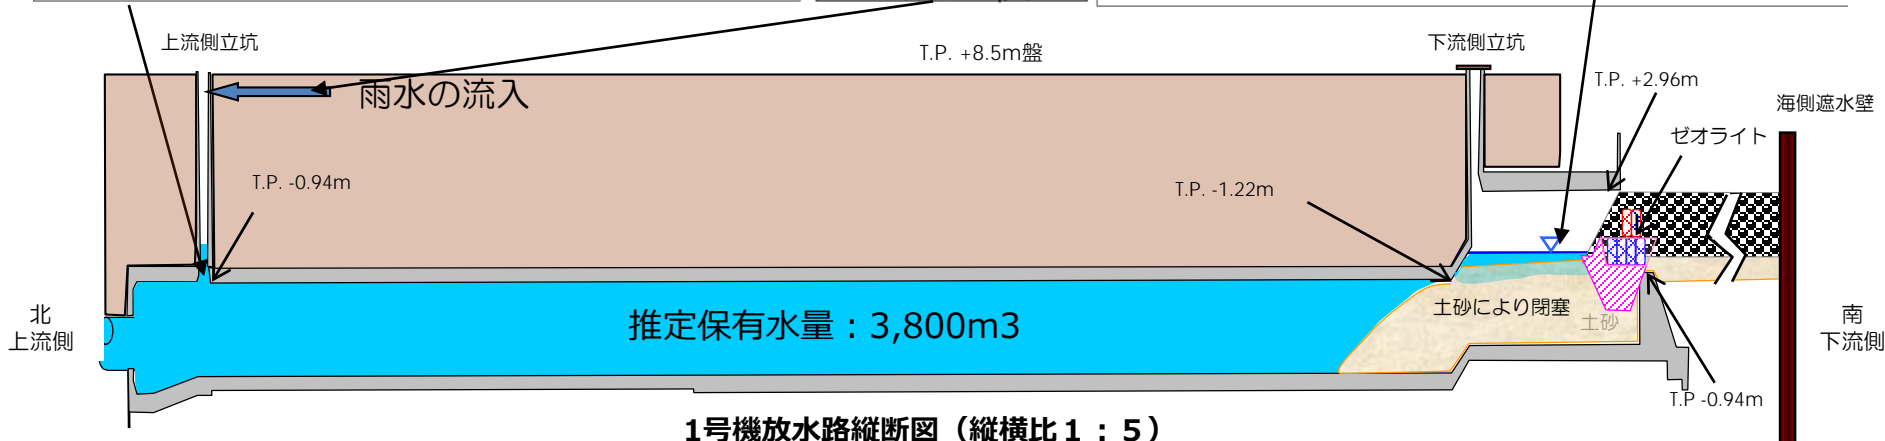 上流側立坑
T.P. +8.5m盤
下流側立坑
雨水の流入
T.P. +2.96m
海側遮水壁
ゼオライト
T.P. -0.94m
T.P. -1.22m
北
上流側
推定保有水量：3,800m3
土砂により閉塞
土砂
南
下流側
T.P -0.94m
1号機放水路縦断図（縦横比１：５）